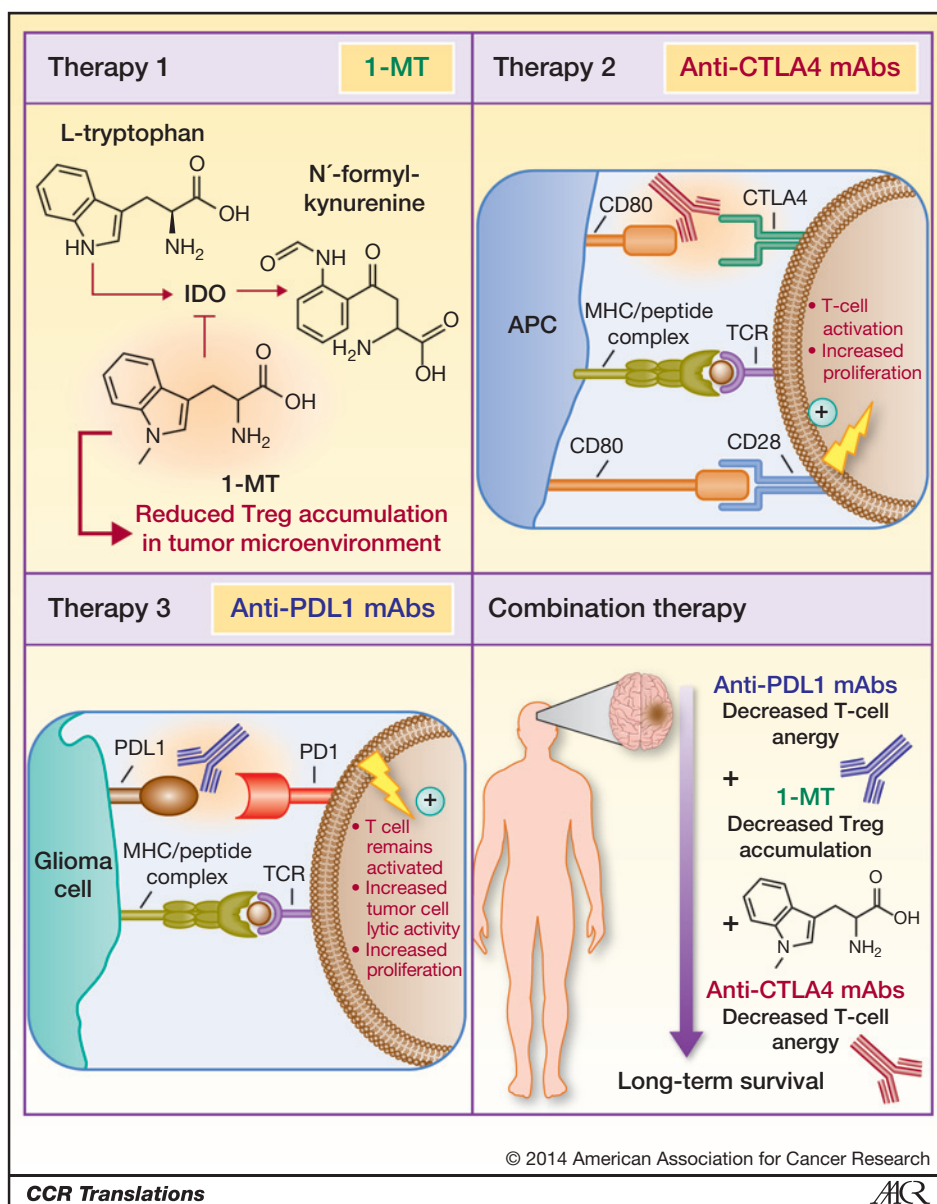 Therapy 1
1-MT
L-tryptophan
O
OH
NH2
HN
N´-formyl-
kynurenine
O
NH
O
H2N
O
OH
IDO
O
OH
NH2
N
1-MT
Reduced Treg accumulation
in tumor microenvironment
Therapy 2
Anti-CTLA4 mAbs
CD80
CTLA4
APC
MHC/peptide
complex
TCR
• T-cell
activation
• Increased
proliferation
+
CD80
CD28
Therapy 3
Anti-PDL1 mAbs
PDL1
PD1
+
Glioma
cell
MHC/peptide
complex
TCR
• T cell
remains
activated
• Increased
tumor cell
lytic activity
• Increased
proliferation
Combination therapy
Anti-PDL1 mAbs
Decreased T-cell
anergy
+
1-MT
Decreased Treg
accumulation
+
O
OH
NH2
N
Anti-CTLA4 mAbs
Decreased T-cell
anergy
Long-term survival
© 2014 American Association for Cancer Research
CCR Translations
AACR